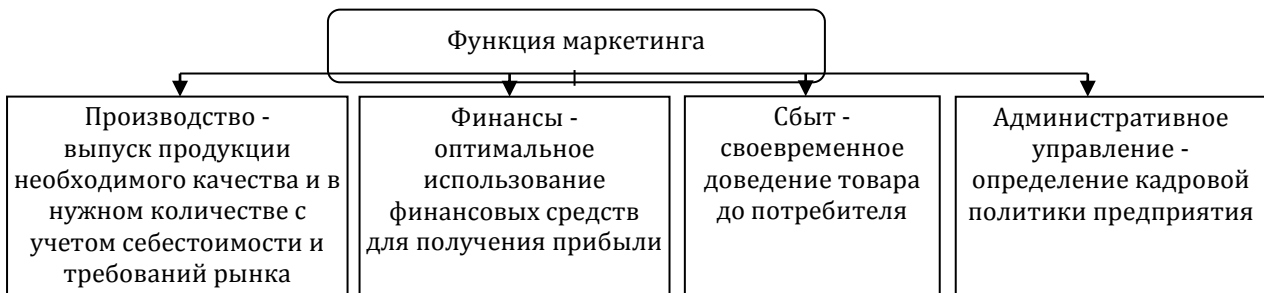 Функция маркетинга
Производство -
выпуск продукции
необходимого качества и в
нужном количестве с
учетом себестоимости и
требований рынка
Финансы -
оптимальное
использование
финансовых средств
для получения прибыли
Сбыт -
своевременное
доведение товара
до потребителя
Административное
управление -
определение кадровой
политики предприятия